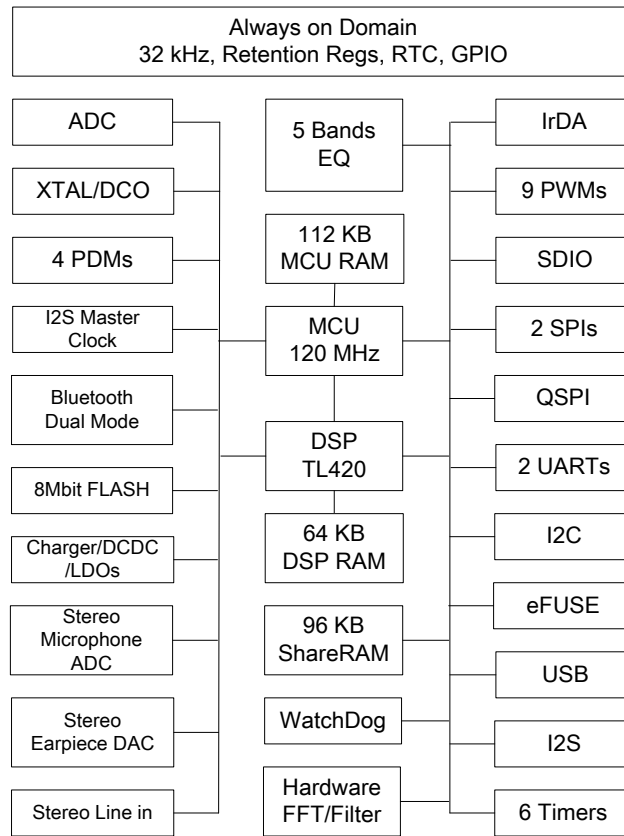 Always on Domain
32 kHz, Retention Regs, RTC, GPIO
ADC
XTAL/DCO
4 PDMs
I2S Master
Clock
Bluetooth
Dual Mode
8Mbit FLASH
Charger/DCDC
/LDOs
Stereo
Microphone
ADC
Stereo
Earpiece DAC
Stereo Line in
5 Bands
EQ
112 KB
MCU RAM
MCU
120 MHz
DSP
TL420
64 KB
DSP RAM
96 KB
ShareRAM
WatchDog
Hardware
FFT/Filter
IrDA
9 PWMs
SDIO
2 SPIs
QSPI
2 UARTs
I2C
eFUSE
USB
I2S
6 Timers